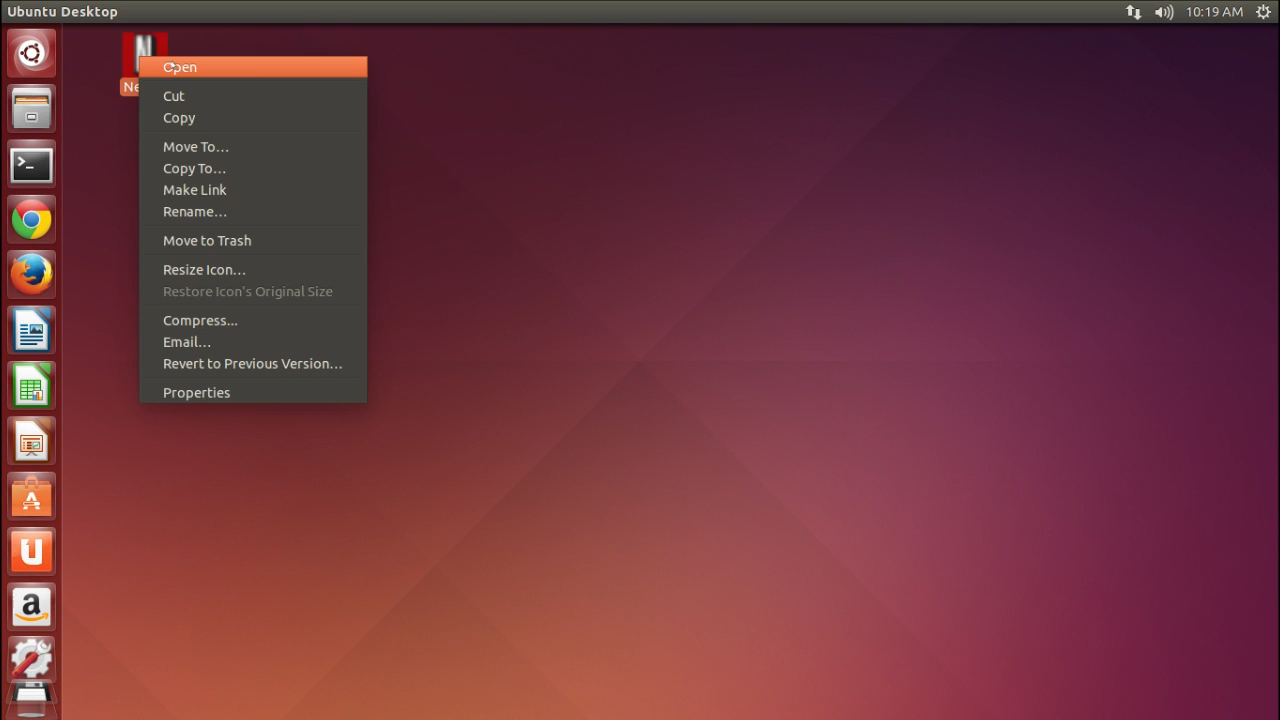 Ubuntu Desktop
10:19 AM
Open
Cut
Copy
Move To…
Copy To…
Make Link
Rename…
Move to Trash
Resize Icon…
Restore Icon's Original Size
Compress...
Email…
Revert to Previous Version…
Properties